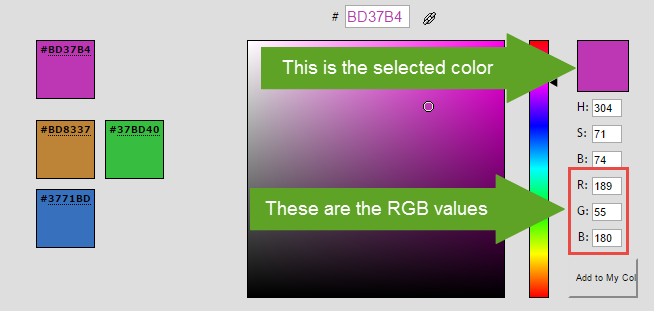 # BD37B4
#BD37B4
This is the selected color
H: 304
S: 71
B: 74
#BD8337
#37BD40
R: 189
These are the RGB values
G: 55
#3771BD
B: 180
Add to My Col